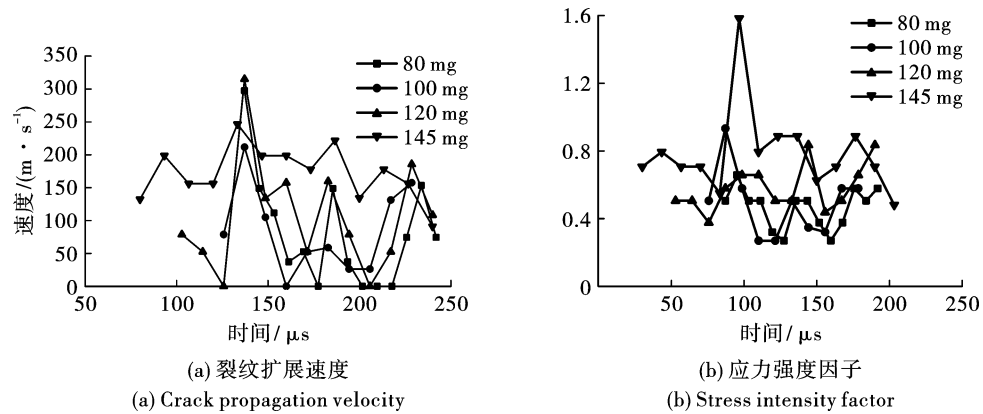 350
300
250
200
150
100
50
0
速度/(m·s⁻¹)
80 mg
100 mg
120 mg
145 mg
50 100 150 200 250
时间/μs
(a) 裂纹扩展速度
(a) Crack propagation velocity
1.6
1.2
0.8
0.4
0
80 mg
100 mg
120 mg
145 mg
50 100 150 200 250
时间/μs
(b) 应力强度因子
(b) Stress intensity factor